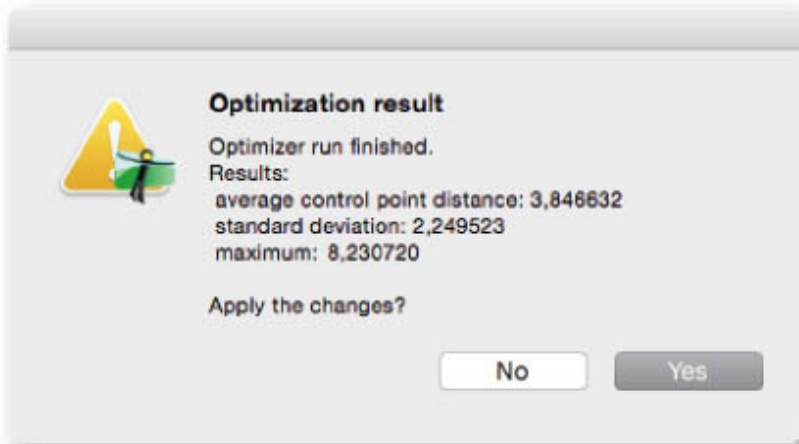 Optimization result
Optimizer run finished.
Results:
average control point distance: 3,846632
standard deviation: 2,249523
maximum: 8,230720
Apply the changes?
No
Yes